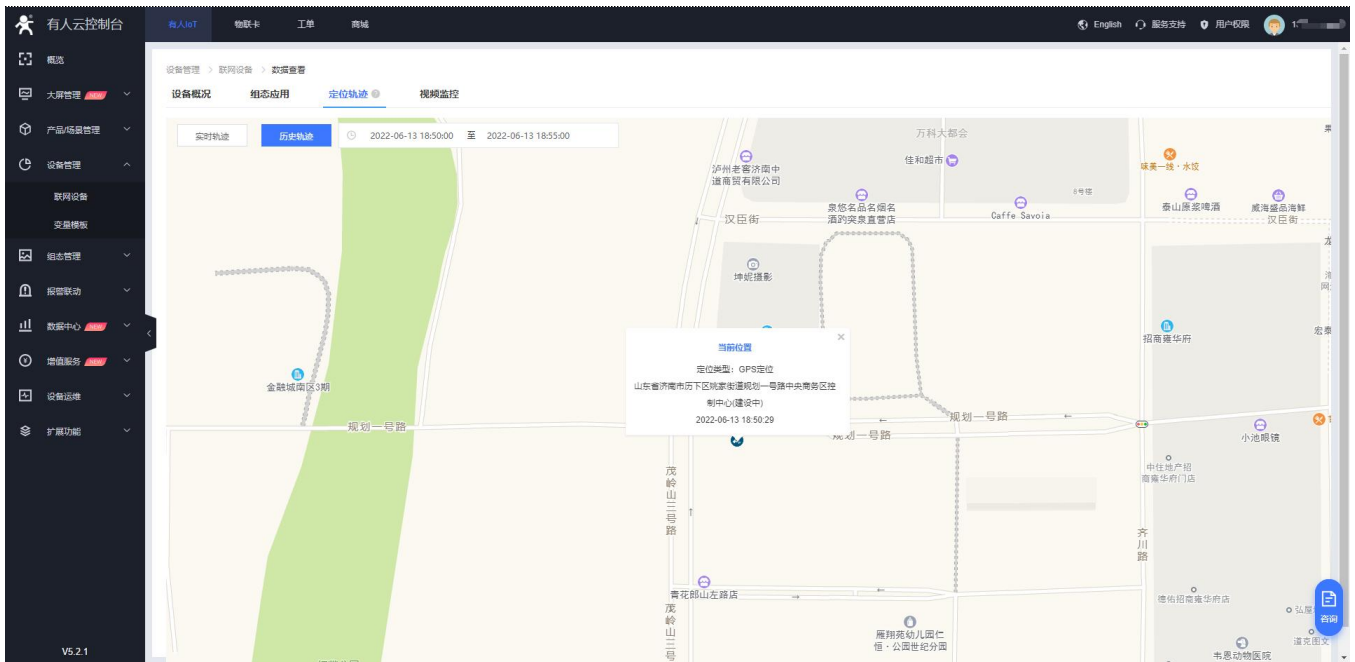 有人云控制台
有人IoT
物联卡
工单
商城
English
服务支持
用户权限
概览
大屏管理 NEW
产品/场景管理
设备管理
联网设备
变量模板
组态管理
报警联动
数据中心 NEW
增值服务 NEW
设备运维
扩展功能
V5.2.1
设备管理 > 联网设备 > 数据查看
设备概况
组态应用
定位轨迹
视频监控
实时轨迹
历史轨迹
2022-06-13 18:50:00 至 2022-06-13 18:55:00
万科大都会
佳和超市
泸州老窖济南中
道商贸有限公司
味美一线·水饺
8号楼
泉悠名品名烟名
酒趵突泉直营店
Caffe Savoia
泰山原浆啤酒
威海盛品海鲜
汉臣街
汉臣街
坤妮摄影
招商雍华府
金融城南区3期
当前位置
定位类型：GPS定位
山东省济南市历下区姚家街道规划一号路中央商务区控
制中心(建设中)
2022-06-13 18:50:29
规划一号路
规划一号路
规划一号路
小池眼镜
中住地产招
商雍华府门店
茂岭山三号路
齐川路
青花郎山左路店
德佑招商雍华府店
茂岭山三号
雁翔苑幼儿园仁
恒·公园世纪分园
韦恩动物医院
道克图文
咨询